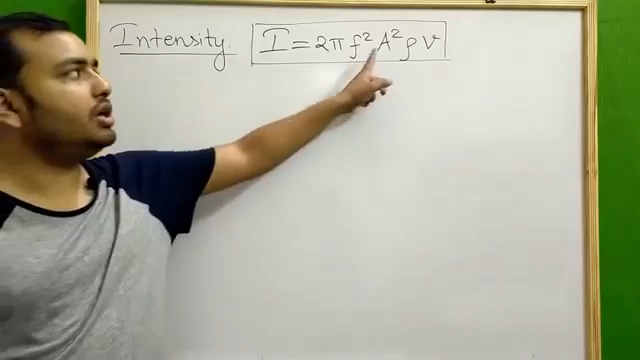 Intensity. I = 2π f² A² ρ v